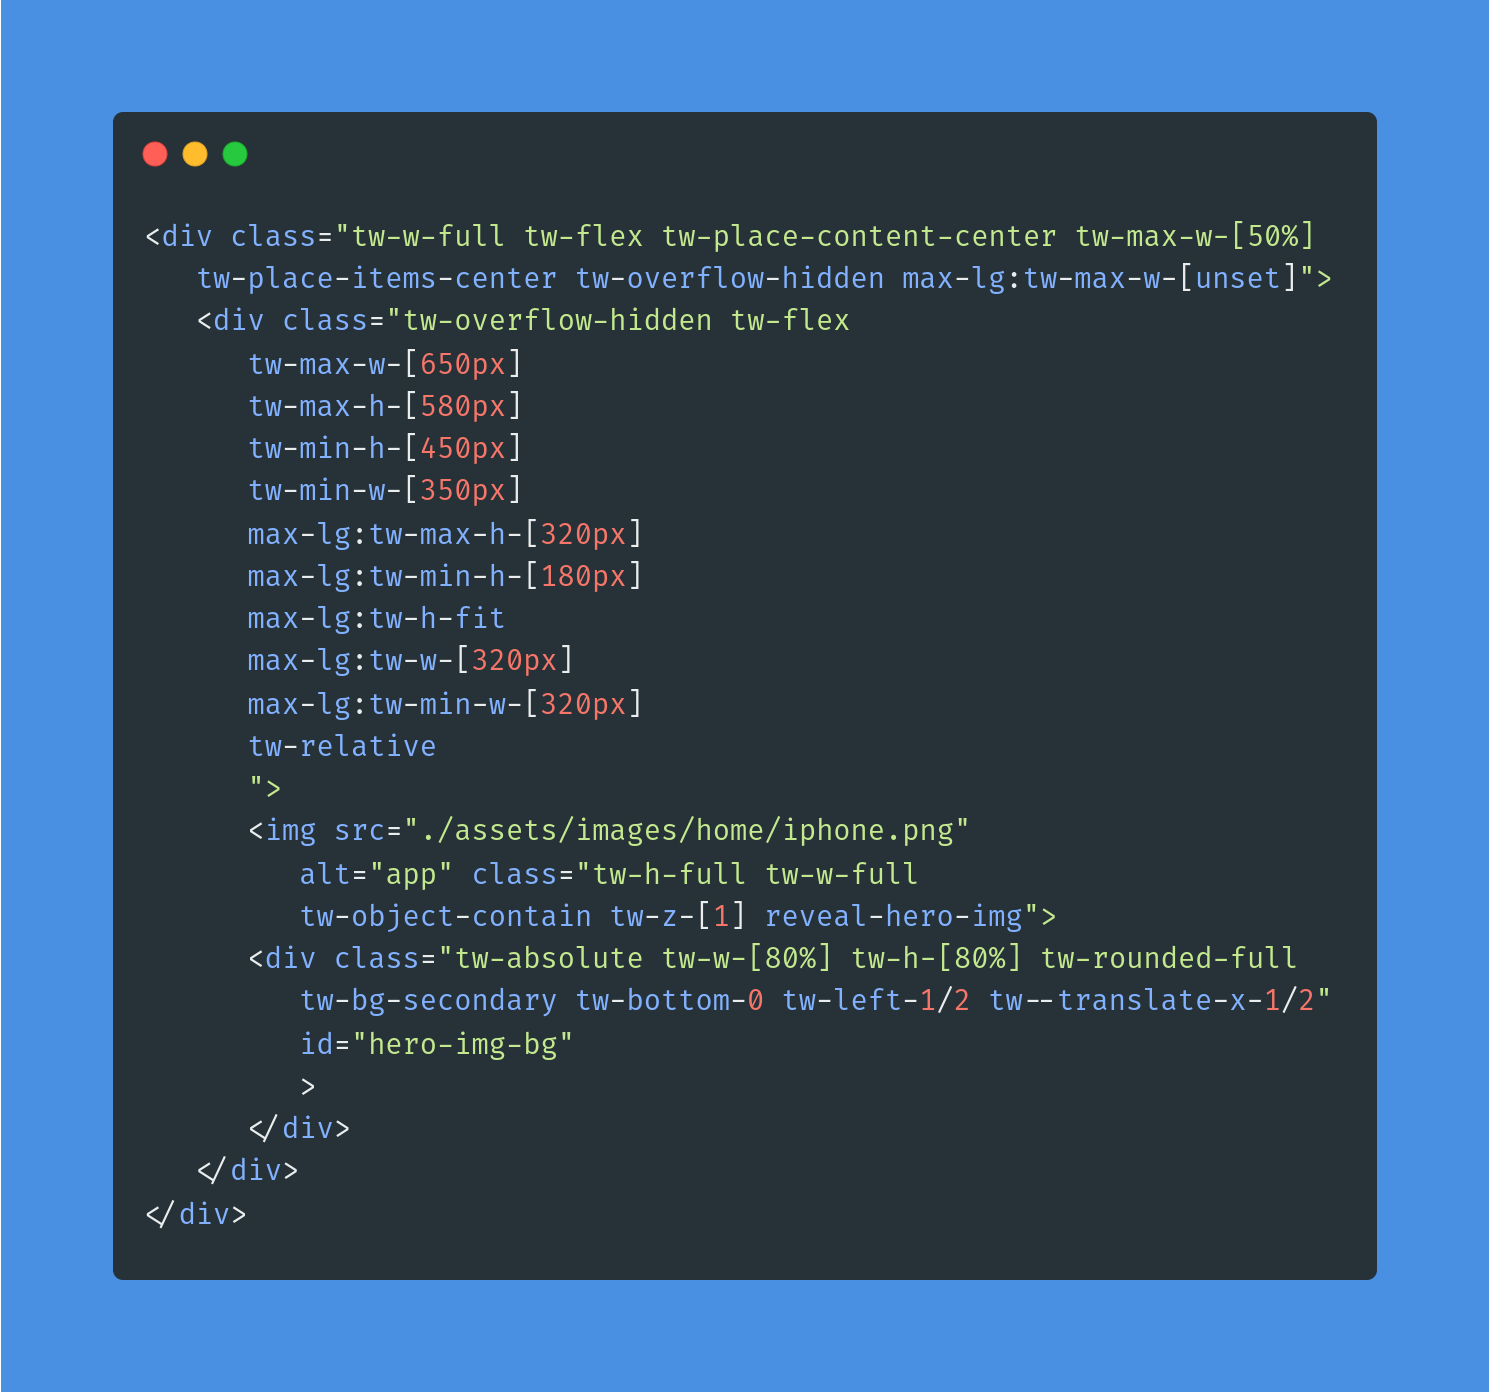 <div class="tw-w-full tw-flex tw-place-content-center tw-max-w-[50%]
tw-place-items-center tw-overflow-hidden max-lg:tw-max-w-[unset]">
<div class="tw-overflow-hidden tw-flex
tw-max-w-[650px]
tw-max-h-[580px]
tw-min-h-[450px]
tw-min-w-[350px]
max-lg:tw-max-h-[320px]
max-lg:tw-min-h-[180px]
max-lg:tw-h-fit
max-lg:tw-w-[320px]
max-lg:tw-min-w-[320px]
tw-relative
">
<img src="./assets/images/home/iphone.png"
alt="app" class="tw-h-full tw-w-full
tw-object-contain tw-z-[1] reveal-hero-img">
<div class="tw-absolute tw-w-[80%] tw-h-[80%] tw-rounded-full
tw-bg-secondary tw-bottom-0 tw-left-1/2 tw--translate-x-1/2"
id="hero-img-bg"
>
</div>
</div>
</div>